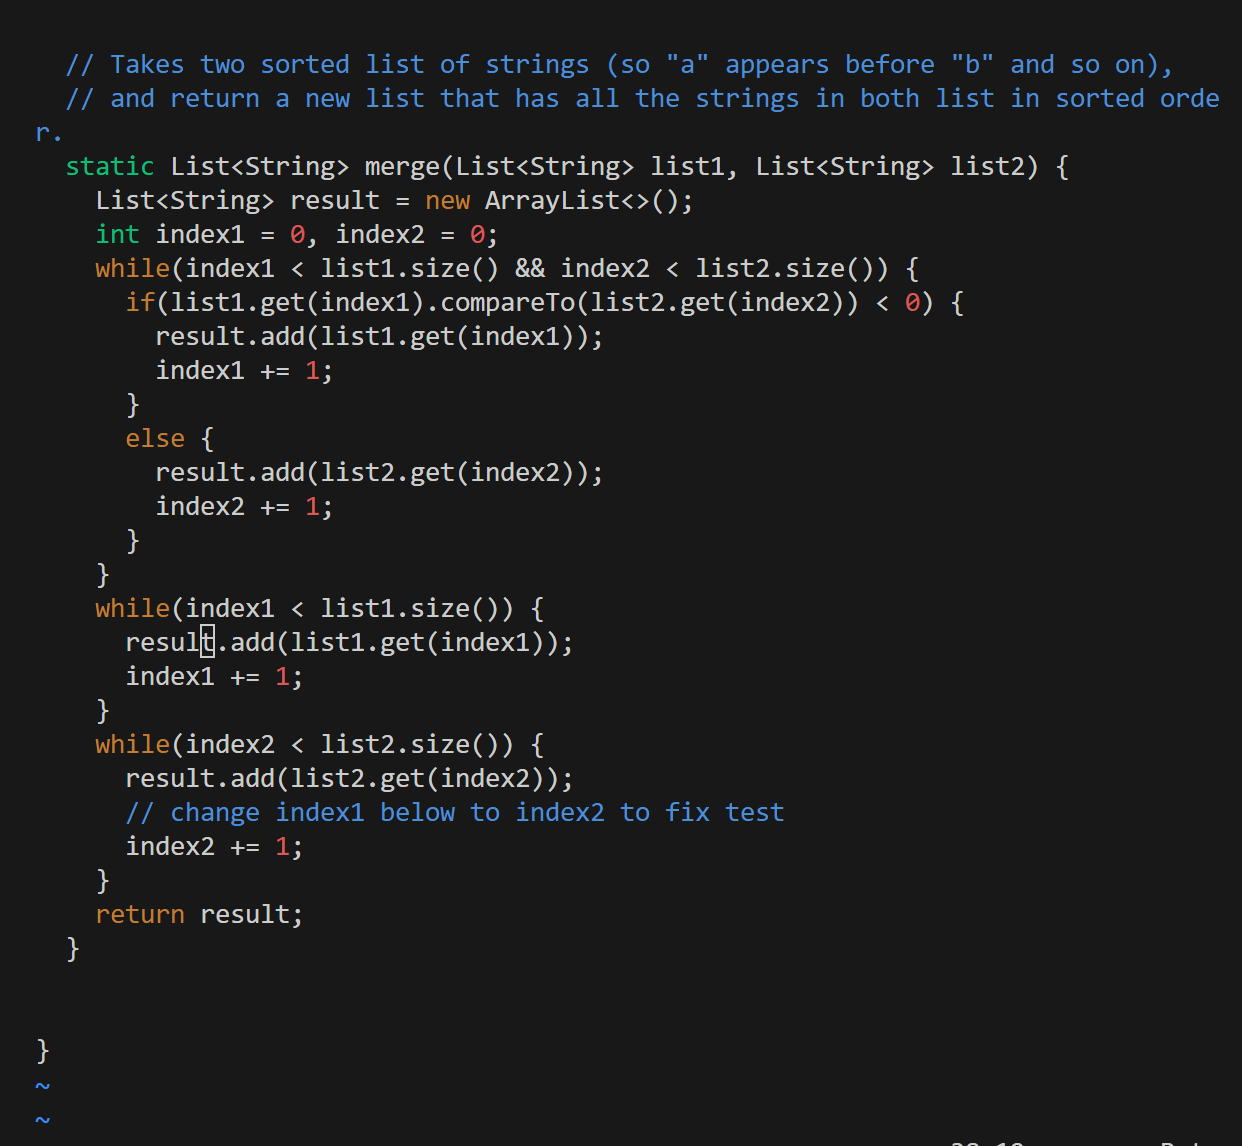 // Takes two sorted list of strings (so "a" appears before "b" and so on),
// and return a new list that has all the strings in both list in sorted orde
r.
static List<String> merge(List<String> list1, List<String> list2) {
List<String> result = new ArrayList<>();
int index1 = 0, index2 = 0;
while(index1 < list1.size() && index2 < list2.size()) {
if(list1.get(index1).compareTo(list2.get(index2)) < 0) {
result.add(list1.get(index1));
index1 += 1;
}
else {
result.add(list2.get(index2));
index2 += 1;
}
}
while(index1 < list1.size()) {
result.add(list1.get(index1));
index1 += 1;
}
while(index2 < list2.size()) {
result.add(list2.get(index2));
// change index1 below to index2 to fix test
index2 += 1;
}
return result;
}
}
~
~